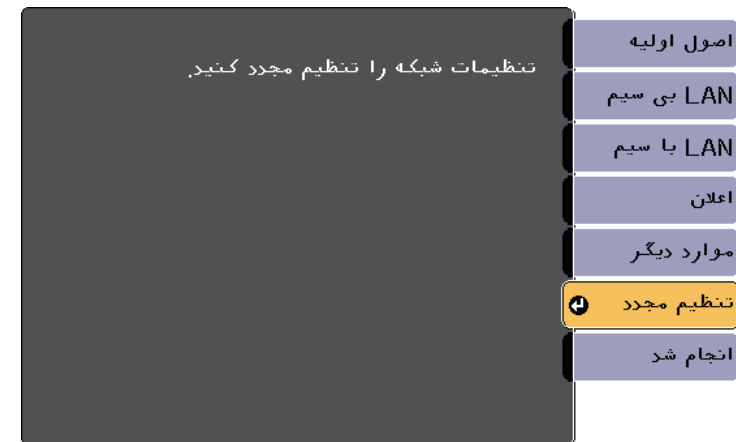 اصول اولیه
LAN بی سیم
LAN با سیم
اعلان
موارد دیگر
تنظیم مجدد
انجام شد
تنظیمات شبکه را تنظیم مجدد کنید.